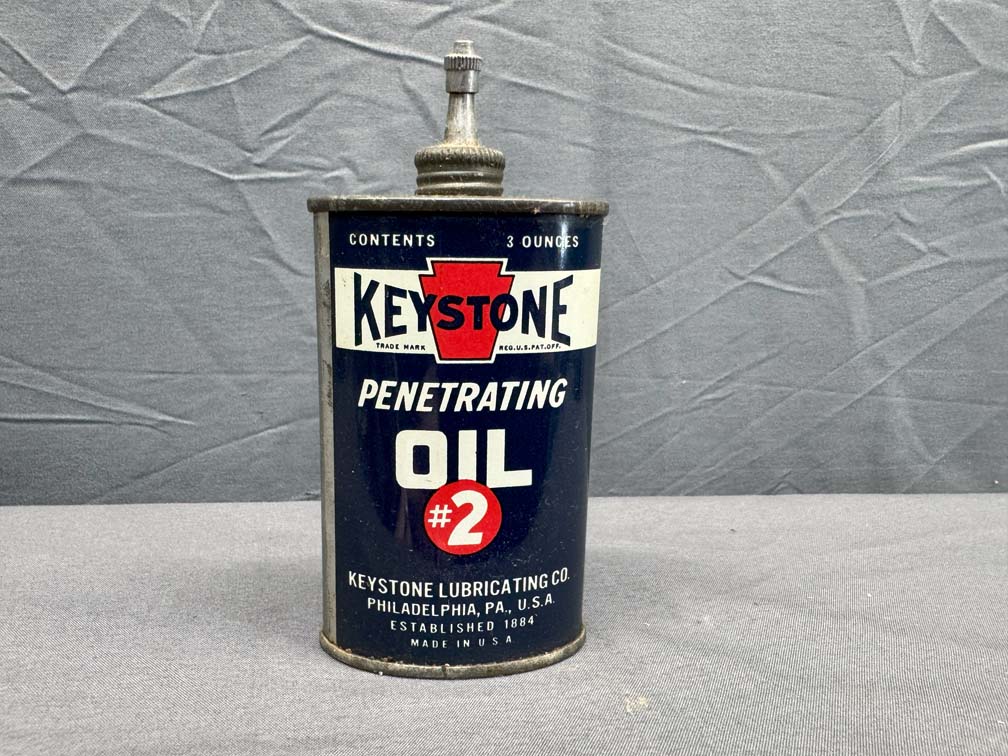 CONTENTS 3 OUNCES
KEYSTONE
TRADE MARK REG.U.S.PAT.OFF.
PENETRATING
OIL
#2
KEYSTONE LUBRICATING CO.
PHILADELPHIA, PA., U.S.A.
ESTABLISHED 1884
MADE IN U S A